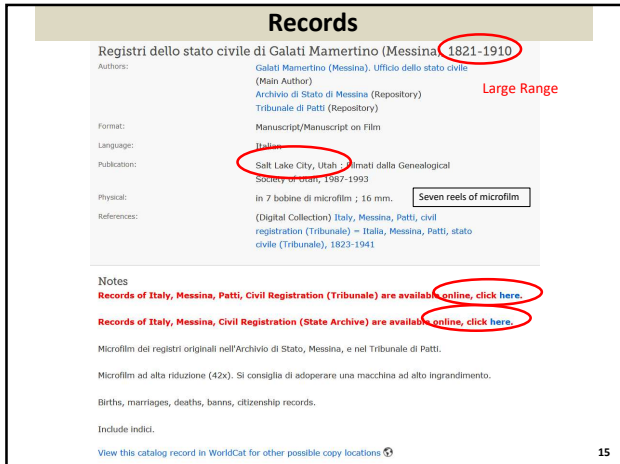 Records
Registri dello stato civile di Galati Mamertino (Messina), 1821-1910
Large Range
Authors:
Galati Mamertino (Messina). Ufficio dello stato civile
(Main Author)
Archivio di Stato di Messina (Repository)
Tribunale di Patti (Repository)
Format:
Manuscript/Manuscript on Film
Language:
Italian
Publication:
Salt Lake City, Utah : Filmati dalla Genealogical
Society of Utah, 1987-1993
Physical:
in 7 bobine di microfilm ; 16 mm.
Seven reels of microfilm
References:
(Digital Collection) Italy, Messina, Patti, civil
registration (Tribunale) = Italia, Messina, Patti, stato
civile (Tribunale), 1823-1941
Notes
Records of Italy, Messina, Patti, Civil Registration (Tribunale) are available online, click here.
Records of Italy, Messina, Civil Registration (State Archive) are available online, click here.
Microfilm dei registri originali nell'Archivio di Stato, Messina, e nel Tribunale di Patti.
Microfilm ad alta riduzione (42x). Si consiglia di adoperare una macchina ad alto ingrandimento.
Births, marriages, deaths, banns, citizenship records.
Include indici.
View this catalog record in WorldCat for other possible copy locations
15